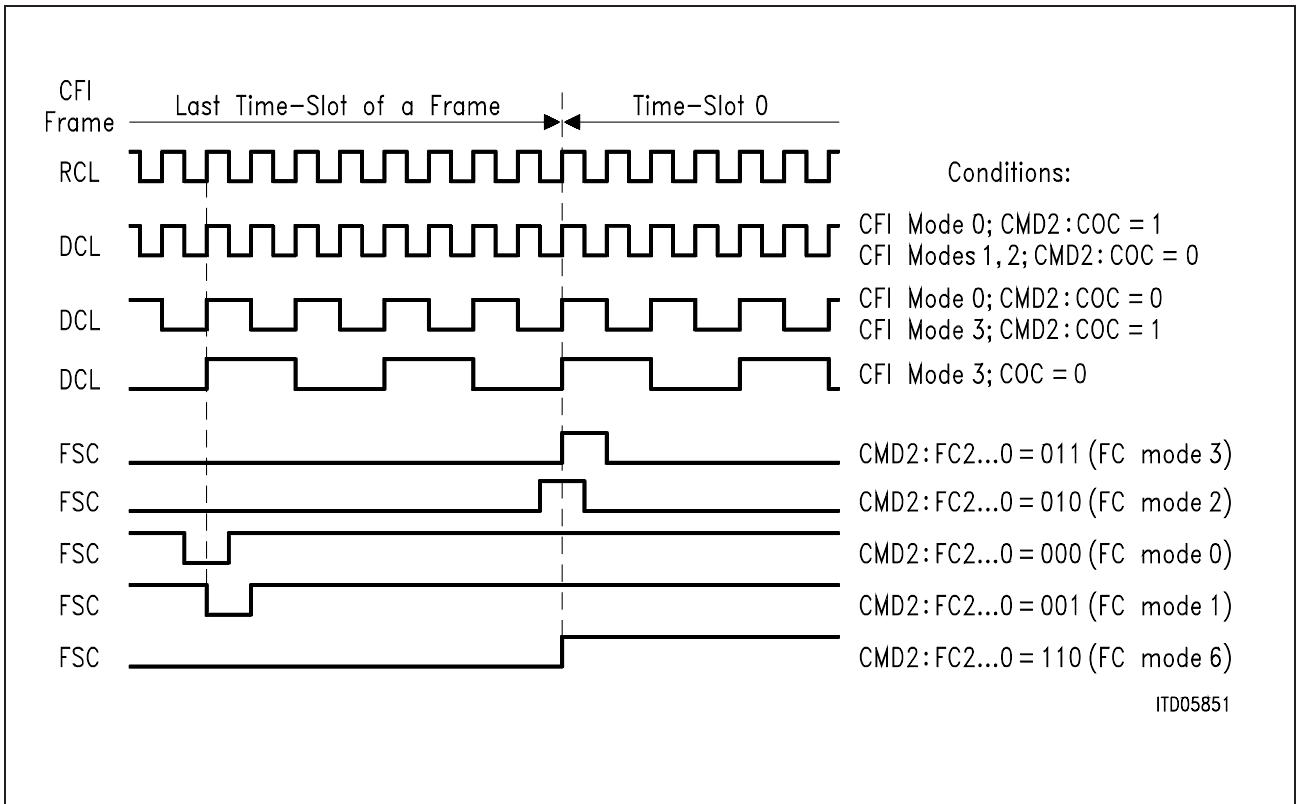 CFI
Frame
Last Time-Slot of a Frame
Time-Slot 0
RCL
Conditions:
DCL
CFI Mode 0; CMD2:COC = 1
CFI Modes 1, 2; CMD2:COC = 0
DCL
CFI Mode 0; CMD2:COC = 0
CFI Mode 3; CMD2:COC = 1
DCL
CFI Mode 3; COC = 0
FSC
CMD2:FC2...0 = 011 (FC mode 3)
FSC
CMD2:FC2...0 = 010 (FC mode 2)
FSC
CMD2:FC2...0 = 000 (FC mode 0)
FSC
CMD2:FC2...0 = 001 (FC mode 1)
FSC
CMD2:FC2...0 = 110 (FC mode 6)
ITD05851